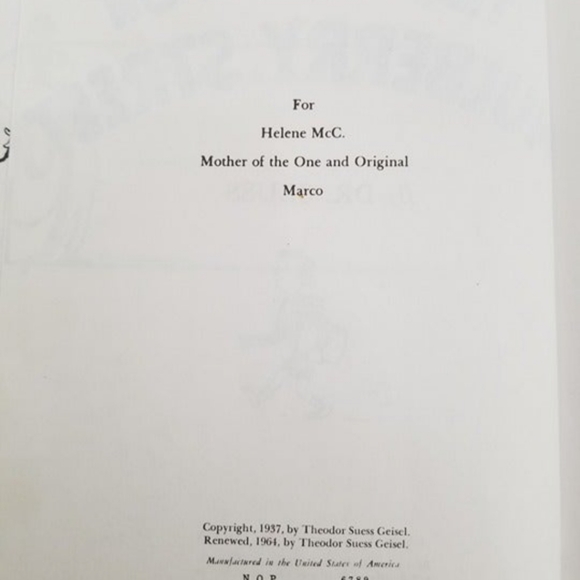 For
Helene McC.
Mother of the One and Original
Marco
Copyright, 1937, by Theodor Suess Geisel.
Renewed, 1964, by Theodor Suess Geisel.
Manufactured in the United States of America